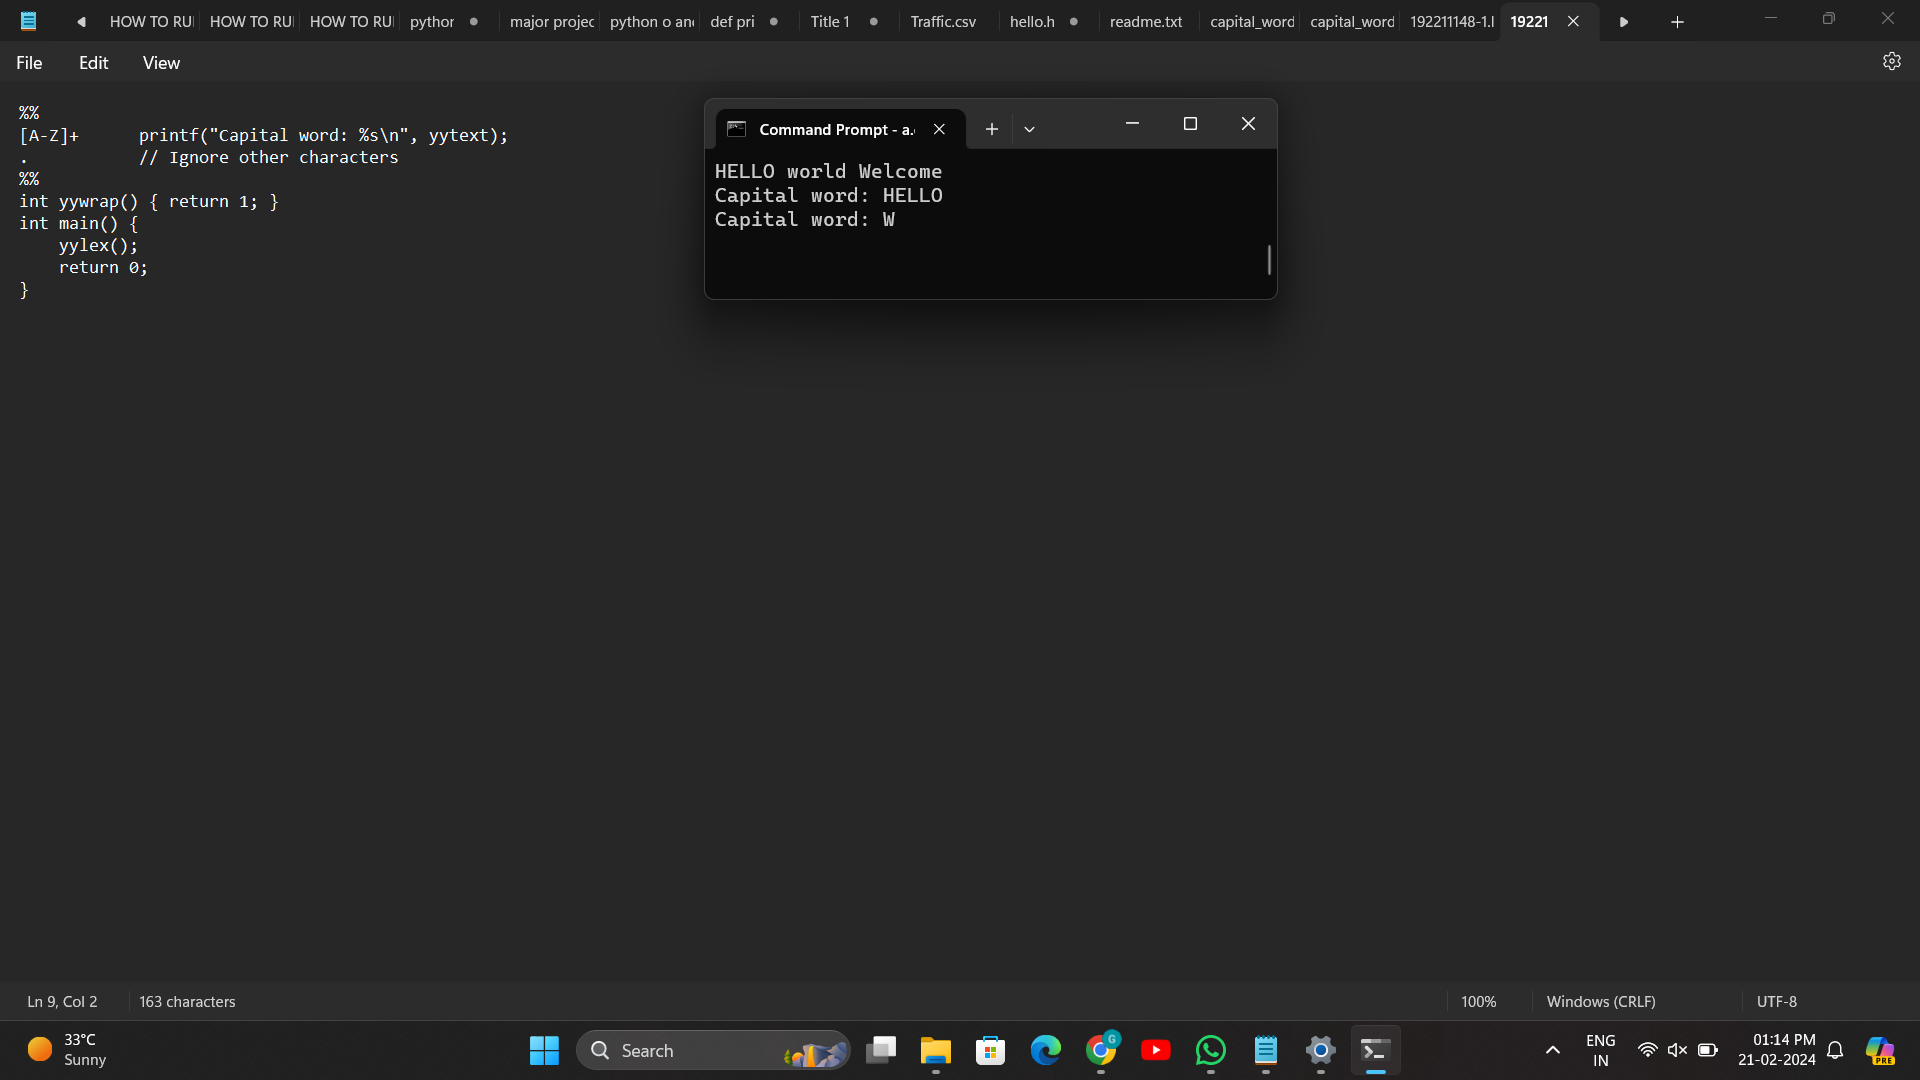 HOW TO RU
HOW TO RU
HOW TO RU
python
major projec
python o an
def pri
Title 1
Traffic.csv
hello.h
readme.txt
capital_word
capital_word
192211148-1.l
19221
File Edit View
%%
[A-Z]+ printf("Capital word: %s\n", yytext);
. // Ignore other characters
%%
int yywrap() { return 1; }
int main() {
yylex();
return 0;
}
Command Prompt - a.
HELLO world Welcome
Capital word: HELLO
Capital word: W
Ln 9, Col 2
163 characters
100%
Windows (CRLF)
UTF-8
33°C
Sunny
Search
G
ENG
IN
01:14 PM
21-02-2024
PRE